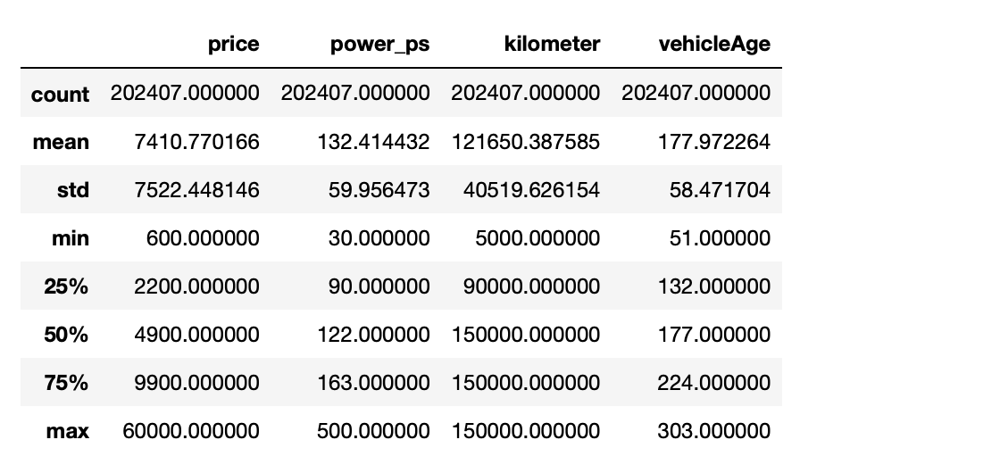 price power_ps kilometer vehicleAge
count 202407.000000 202407.000000 202407.000000 202407.000000
mean 7410.770166 132.414432 121650.387585 177.972264
std 7522.448146 59.956473 40519.626154 58.471704
min 600.000000 30.000000 5000.000000 51.000000
25% 2200.000000 90.000000 90000.000000 132.000000
50% 4900.000000 122.000000 150000.000000 177.000000
75% 9900.000000 163.000000 150000.000000 224.000000
max 60000.000000 500.000000 150000.000000 303.000000